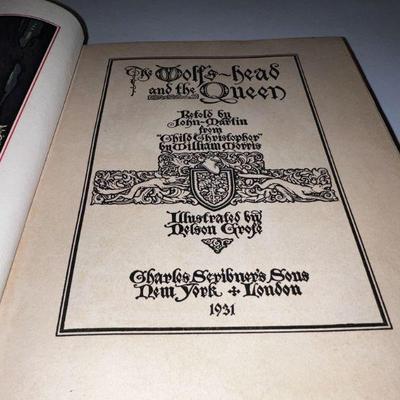 The Wolf's-head
and the Queen
Retold by
John-Martin
from
"Child Christopher"
by William Morris
Illustrated by
Nelson Grofe
Charles Scribner's Sons
New York + London
1931